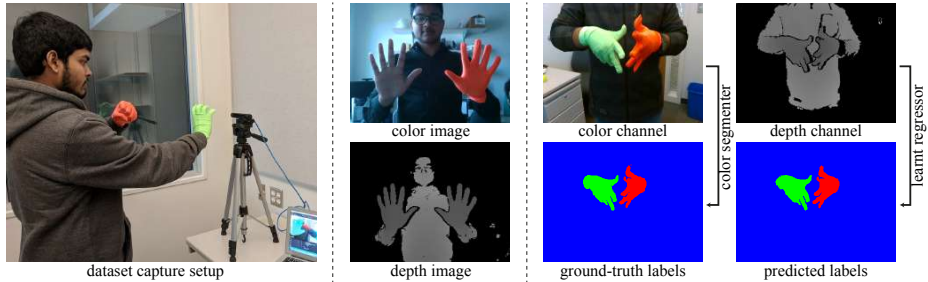 color image
color channel
depth channel
color segmenter
learnt regressor
dataset capture setup
depth image
ground-truth labels
predicted labels